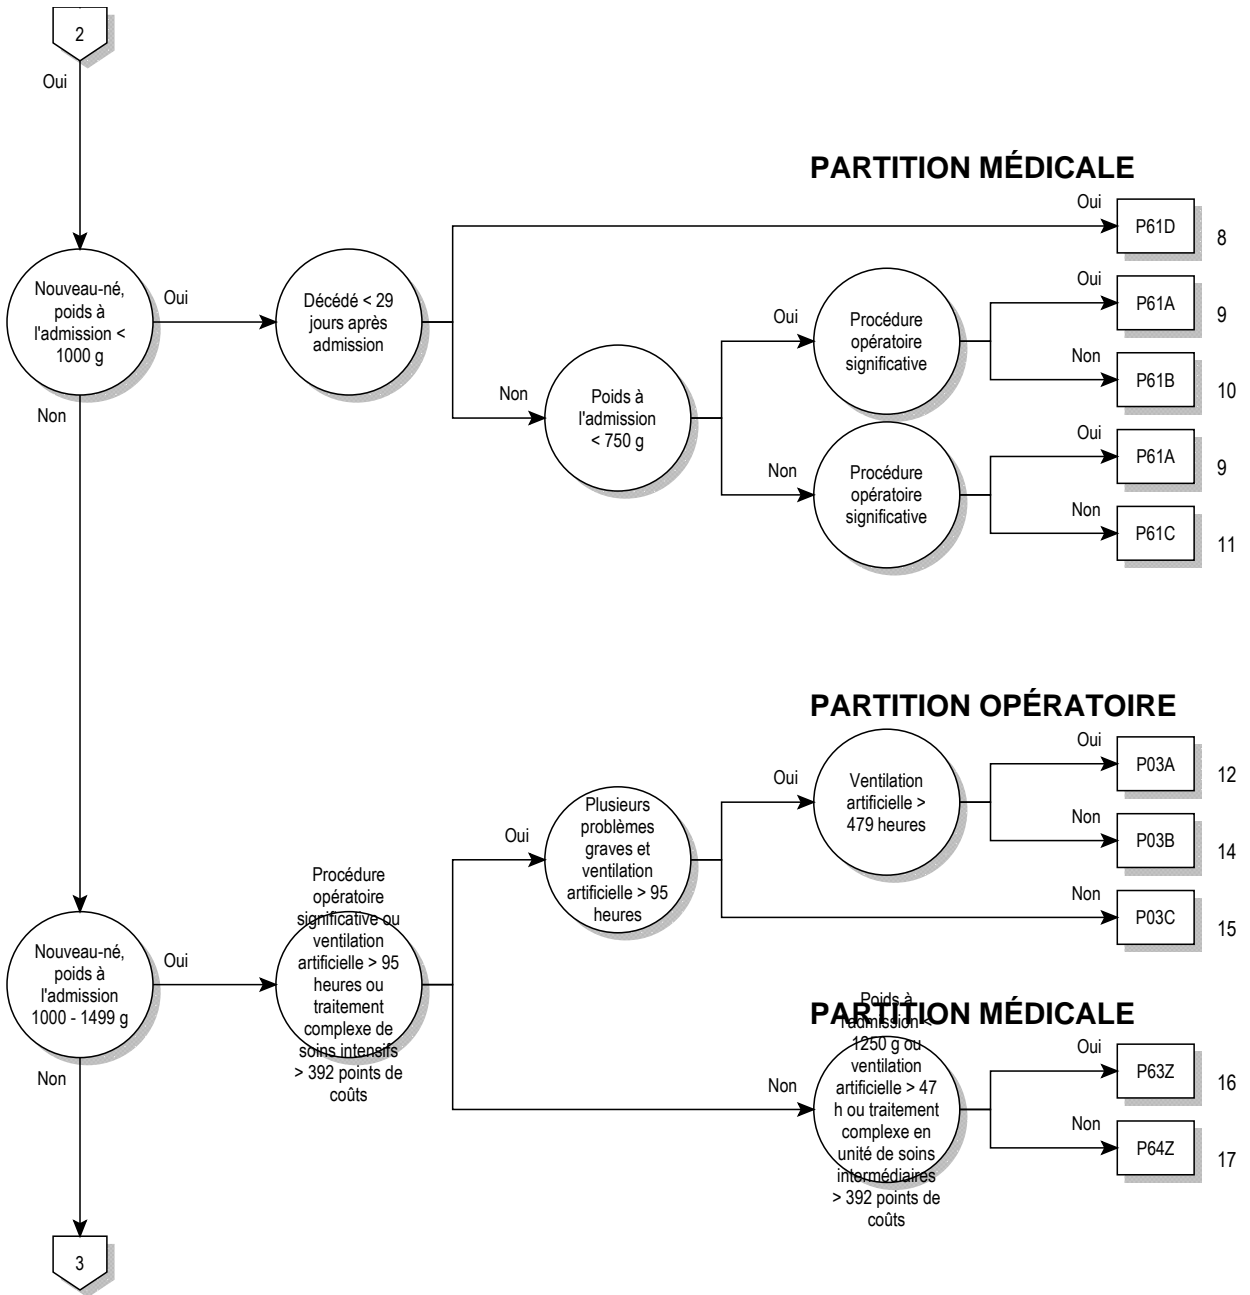 2
Oui
PARTITION MÉDICALE
Oui
P61D
8
Nouveau-né,
poids à
l'admission <
1000 g
Oui
Décédé < 29
jours après
admission
Non
Poids à
l'admission
< 750 g
Oui
Procédure
opératoire
significative
Oui
P61A
9
Non
P61B
10
Non
Procédure
opératoire
significative
Oui
P61A
9
Non
P61C
11
Non
PARTITION OPÉRATOIRE
Nouveau-né,
poids à
l'admission
1000 - 1499 g
Oui
Procédure
opératoire
significative ou
ventilation
artificielle > 95
heures ou
traitement
complexe de
soins intensifs
> 392 points de
coûts
Oui
Plusieurs
problèmes
graves et
ventilation
artificielle > 95
heures
Oui
Ventilation
artificielle >
479 heures
Oui
P03A
12
Non
P03B
14
Non
P03C
15
PARTITION MÉDICALE
Non
Poids à
l'admission <
1250 g ou
ventilation
artificielle > 47
h ou traitement
complexe en
unité de soins
intermédiaires
> 392 points de
coûts
Oui
P63Z
16
Non
P64Z
17
Non
3